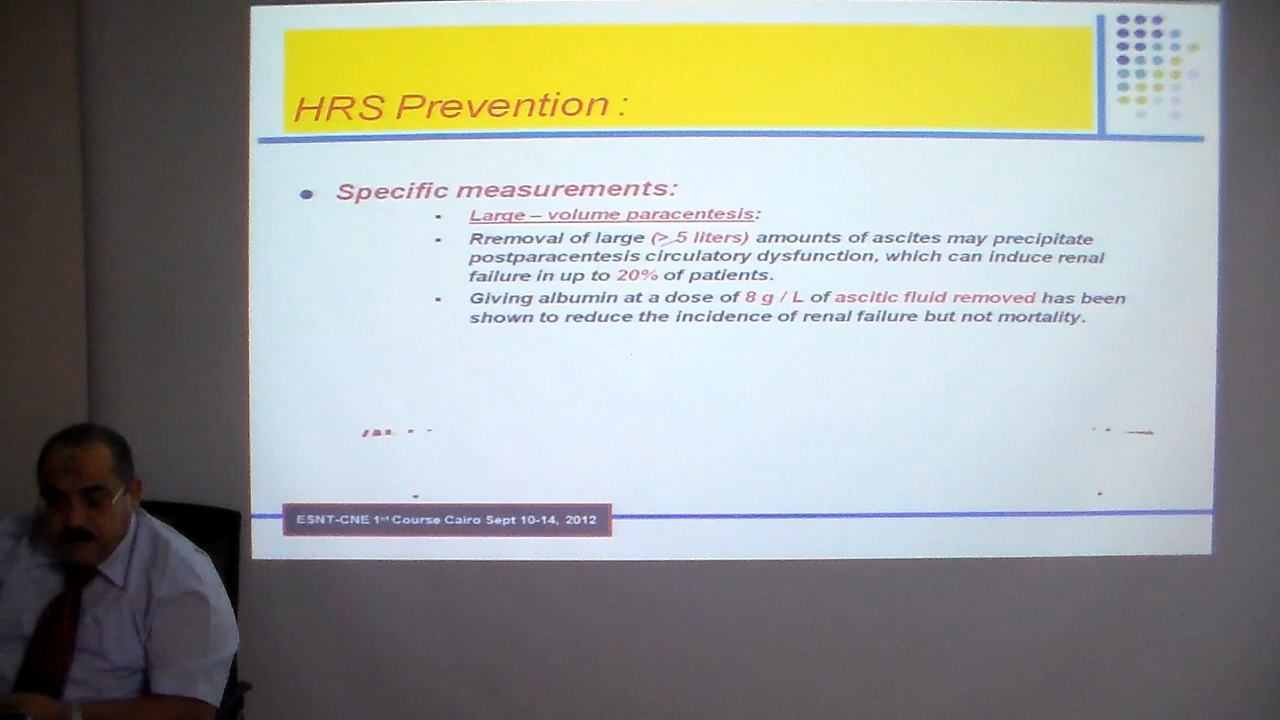 HRS Prevention :
Specific measurements:
Large – volume paracentesis:
Rremoval of large (> 5 liters) amounts of ascites may precipitate
postparacentesis circulatory dysfunction, which can induce renal
failure in up to 20% of patients.
Giving albumin at a dose of 8 g / L of ascitic fluid removed has been
shown to reduce the incidence of renal failure but not mortality.
ESNT-CNE 1st Course Cairo Sept 10-14, 2012